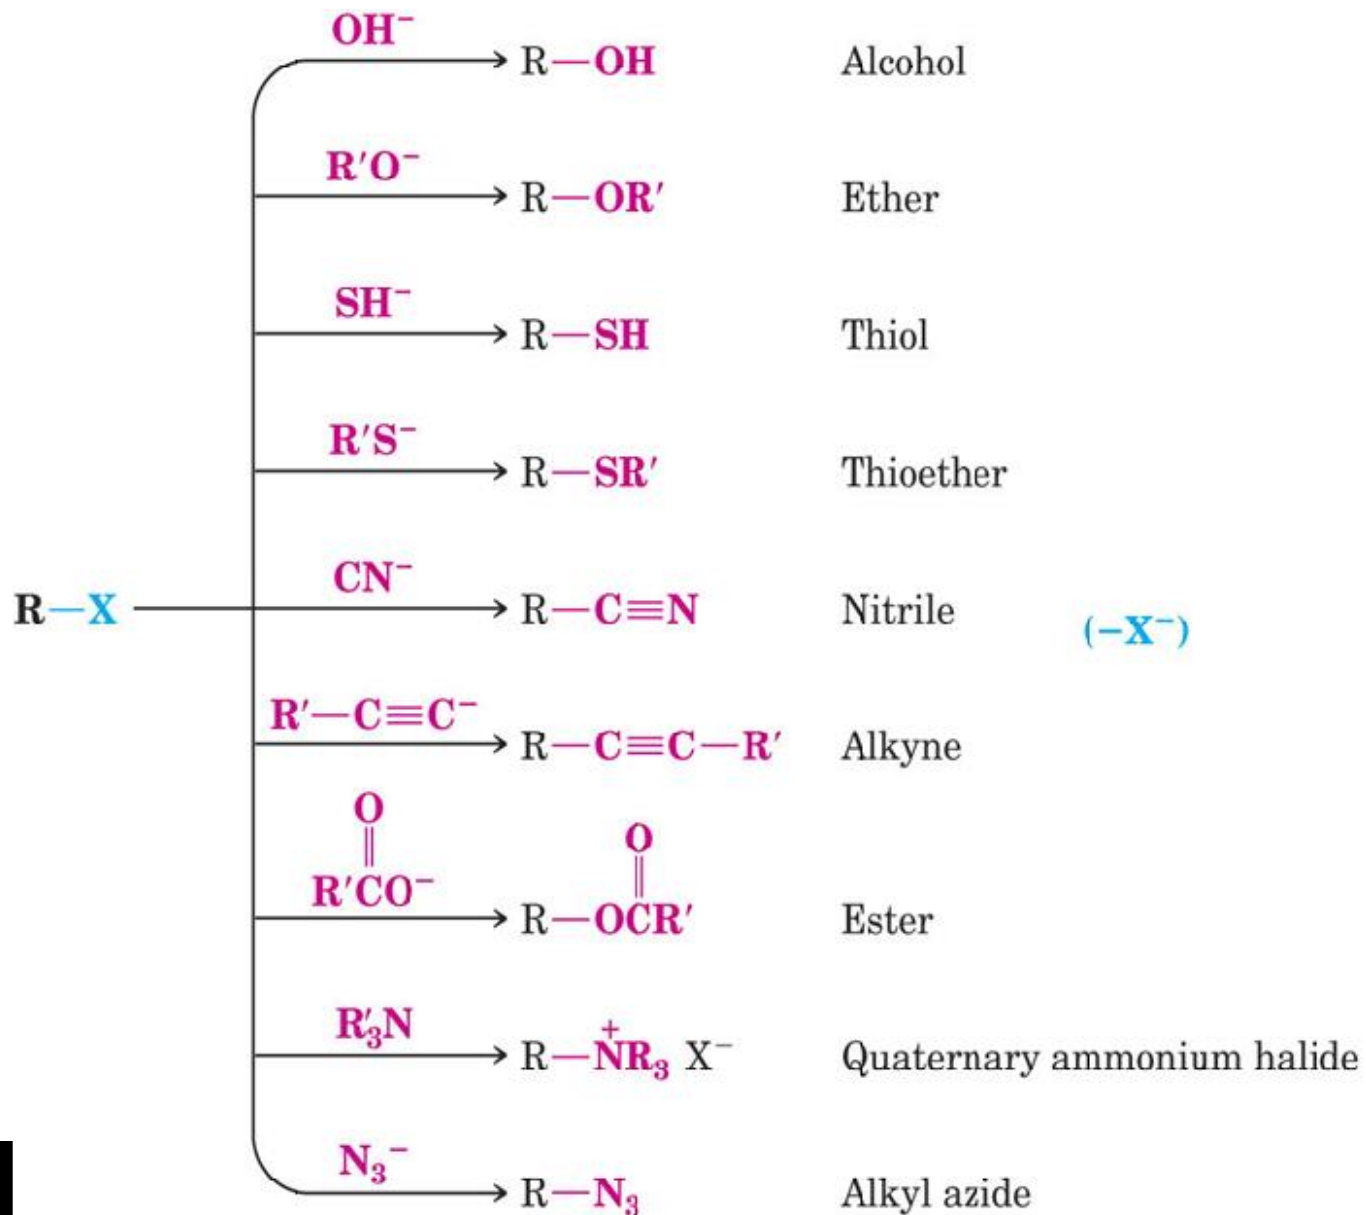 OH⁻
R—OH Alcohol
R′O⁻
R—OR′ Ether
SH⁻
R—SH Thiol
R′S⁻
R—SR′ Thioether
CN⁻
R—X R—C≡N Nitrile (−X⁻)
R′—C≡C⁻
R—C≡C—R′ Alkyne
O
‖
R′CO⁻
O
‖
R—OCR′ Ester
R′₃N
+
R—NR₃ X⁻ Quaternary ammonium halide
N₃⁻
R—N₃ Alkyl azide